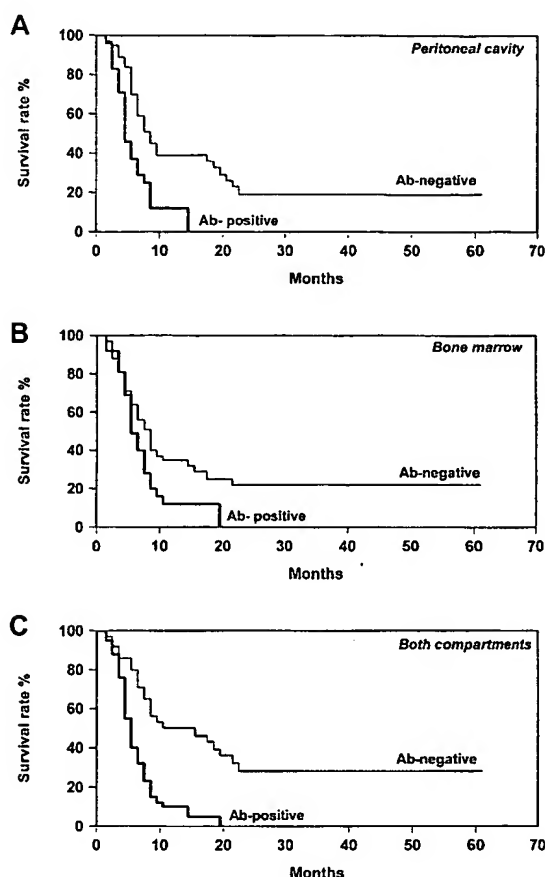 A
Survival rate %
100
80
60
40
20
0
Peritoneal cavity
Ab-negative
Ab- positive
0 10 20 30 40 50 60 70
Months
B
Survival rate %
100
80
60
40
20
0
Bone marrow
Ab-negative
Ab- positive
0 10 20 30 40 50 60 70
Months
C
Survival rate %
100
80
60
40
20
0
Both compartments
Ab-negative
Ab-positive
0 10 20 30 40 50 60 70
Months